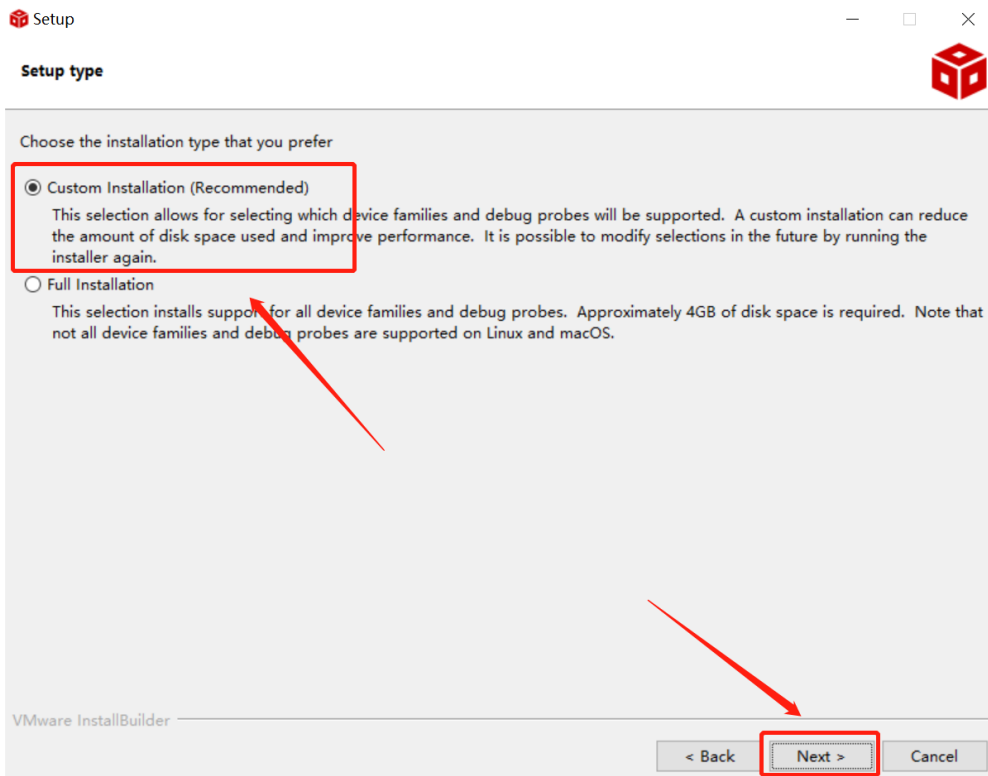 Setup
Setup type
Choose the installation type that you prefer
Custom Installation (Recommended)
This selection allows for selecting which device families and debug probes will be supported.  A custom installation can reduce
the amount of disk space used and improve performance.  It is possible to modify selections in the future by running the
installer again.
Full Installation
This selection installs support for all device families and debug probes.  Approximately 4GB of disk space is required.  Note that
not all device families and debug probes are supported on Linux and macOS.
VMware InstallBuilder
< Back
Next >
Cancel